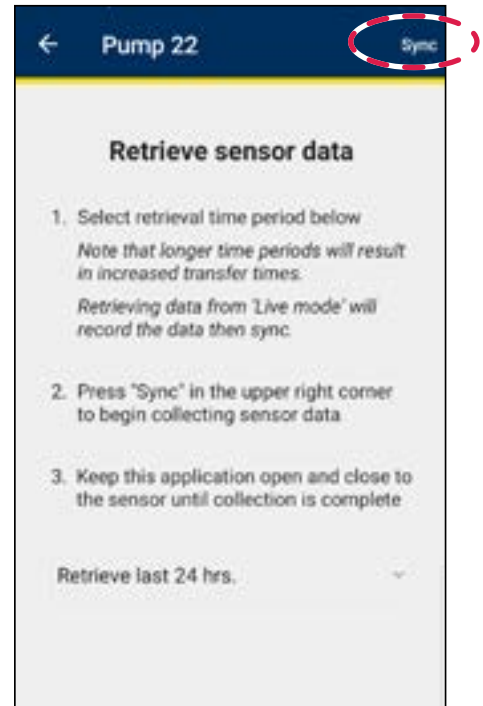 Pump 22
Sync
Retrieve sensor data
1. Select retrieval time period below
Note that longer time periods will result
in increased transfer times.
Retrieving data from 'Live mode' will
record the data then sync.
2. Press "Sync" in the upper right corner
to begin collecting sensor data
3. Keep this application open and close to
the sensor until collection is complete
Retrieve last 24 hrs.